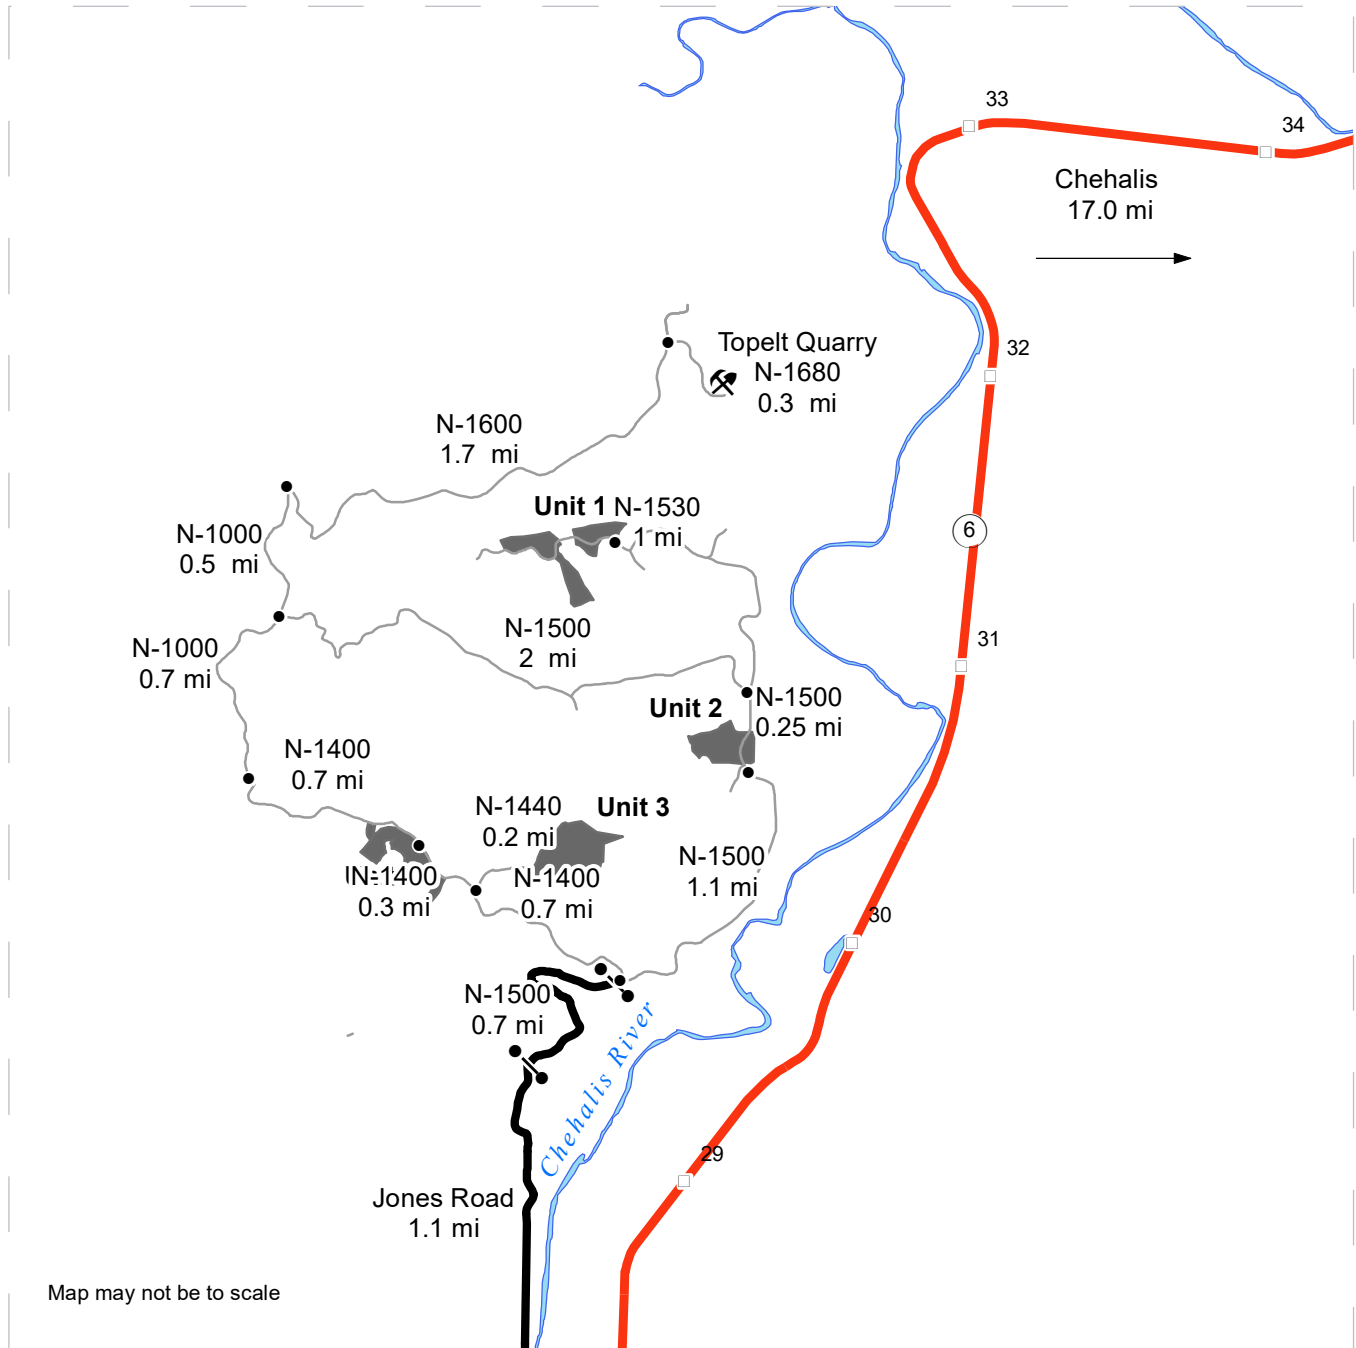 33
34
Chehalis
17.0 mi
32
Topelt Quarry
N-1680
0.3 mi
N-1600
1.7 mi
Unit 1
N-1530
1 mi
N-1000
0.5 mi
6
N-1500
2 mi
31
N-1000
0.7 mi
Unit 2
N-1500
0.25 mi
N-1400
0.7 mi
N-1440
0.2 mi
Unit 3
N-1500
1.1 mi
N-1400
0.3 mi
N-1400
0.7 mi
30
N-1500
0.7 mi
Chehalis River
29
Jones Road
1.1 mi
Map may not be to scale